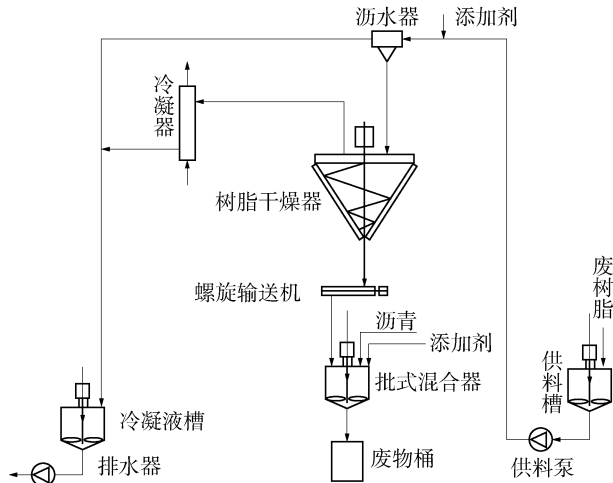 沥水器
添加剂
冷凝器
树脂干燥器
螺旋输送机
废树脂
沥青
添加剂
供料槽
批式混合器
冷凝液槽
废物桶
排水器
供料泵